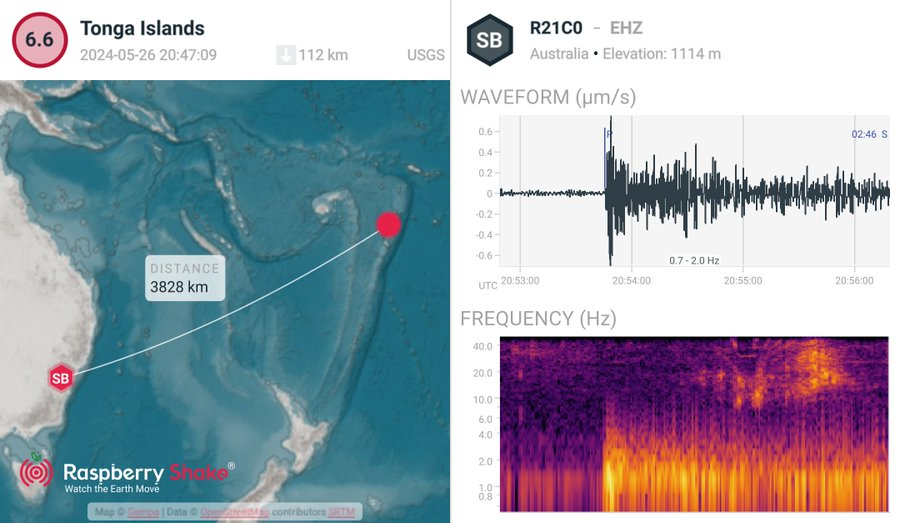 6.6
Tonga Islands
2024-05-26 20:47:09
112 km
USGS
DISTANCE
3828 km
SB
Raspberry Shake®
Watch the Earth Move
Map © Gempa | Data © OpenStreetMap contributors SRTM
SB
R21C0 - EHZ
Australia • Elevation: 1114 m
WAVEFORM (μm/s)
P
02:46 S
0.6
0.4
0.2
0
-0.2
-0.4
-0.6
0.7 - 2.0 Hz
UTC 20:53:00 20:54:00 20:55:00 20:56:00
FREQUENCY (Hz)
40.0
20.0
10.0
6.0
4.0
2.0
1.0
0.8